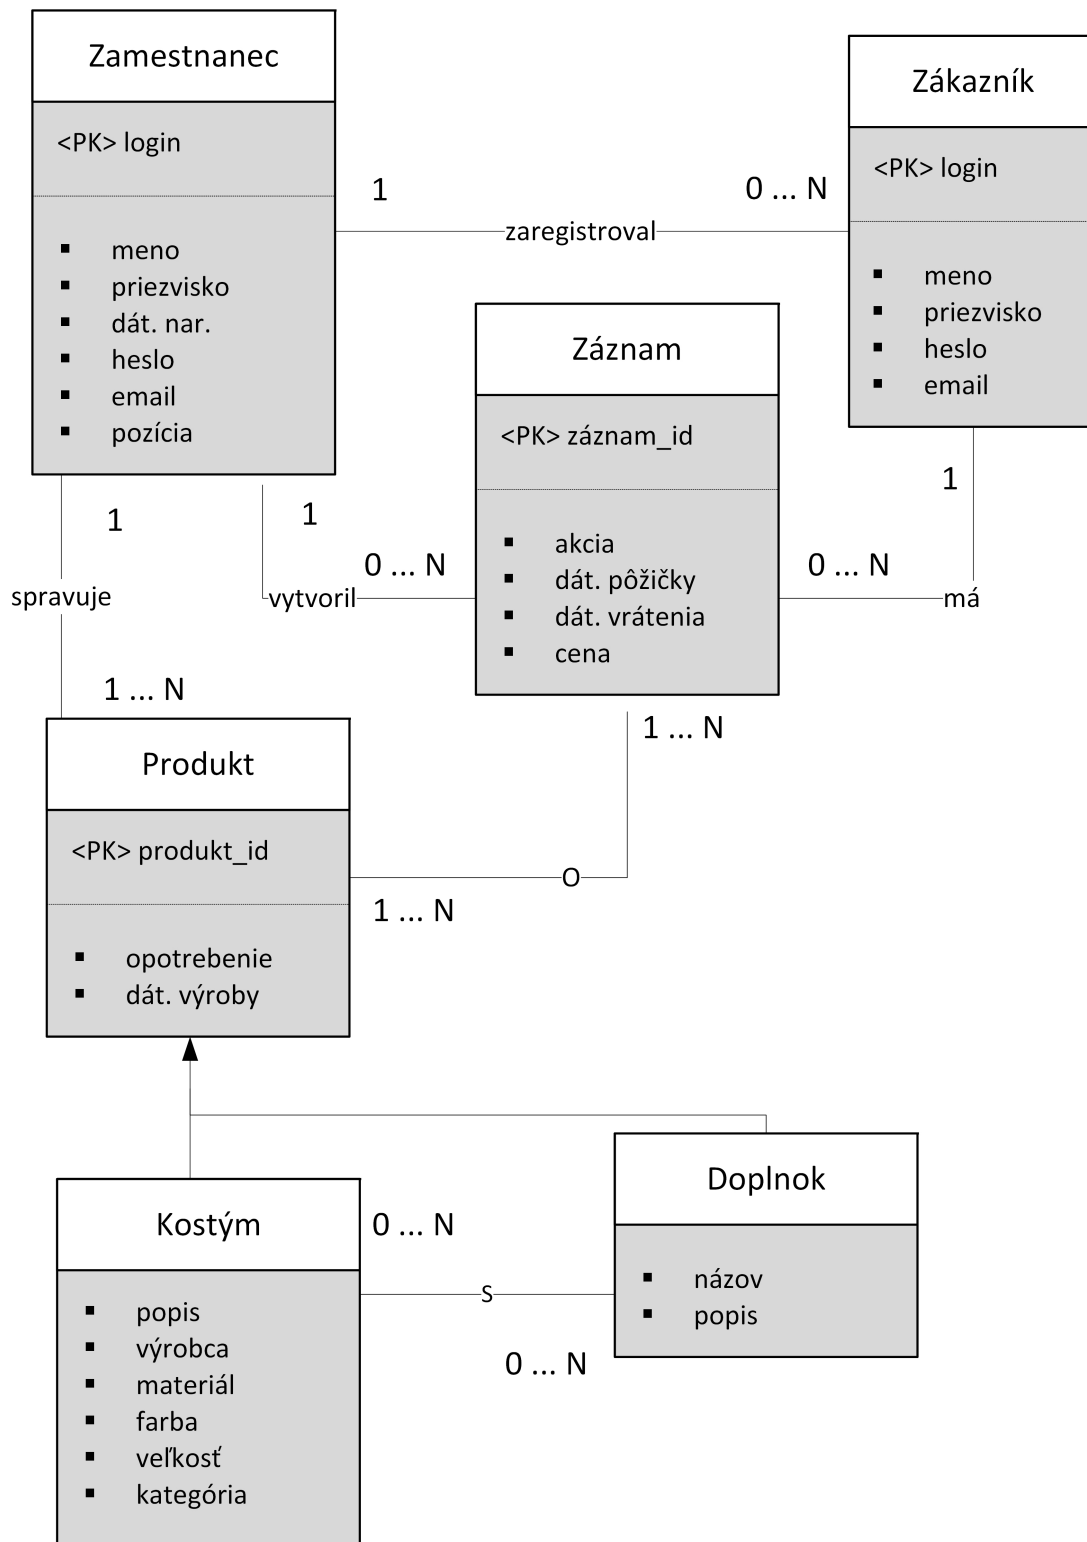 Zamestnanec
<PK> login
▪ meno
▪ priezvisko
▪ dát. nar.
▪ heslo
▪ email
▪ pozícia
Zákazník
<PK> login
▪ meno
▪ priezvisko
▪ heslo
▪ email
1
0 ... N
zaregistroval
Záznam
<PK> záznam_id
▪ akcia
▪ dát. pôžičky
▪ dát. vrátenia
▪ cena
1
spravuje
1 ... N
1
vytvoril
0 ... N
1
má
0 ... N
Produkt
<PK> produkt_id
▪ opotrebenie
▪ dát. výroby
1 ... N
O
1 ... N
Kostým
▪ popis
▪ výrobca
▪ materiál
▪ farba
▪ veľkosť
▪ kategória
0 ... N
S
0 ... N
Doplnok
▪ názov
▪ popis